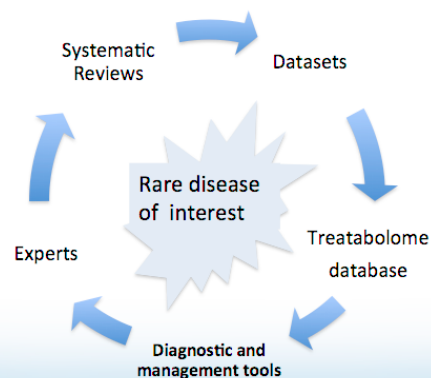 Systematic
Reviews
Datasets
Rare disease
of interest
Treatabolome
database
Experts
Diagnostic and
management tools